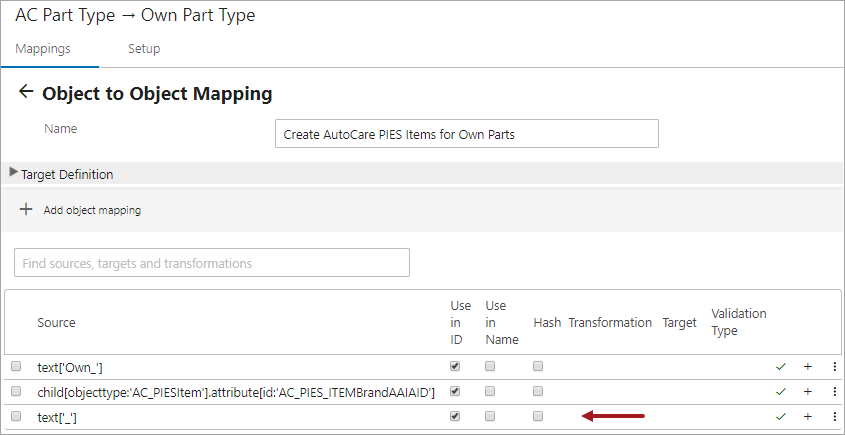 AC Part Type → Own Part Type
Mappings Setup
Object to Object Mapping
Name Create AutoCare PIES Items for Own Parts
Target Definition
Add object mapping
Find sources, targets and transformations
Source Use in ID Use in Name Hash Transformation Target Validation Type
text['Own_']
child[objecttype:'AC_PIESItem'].attribute[id:'AC_PIES_ITEMBrandAAIAID']
text['_']